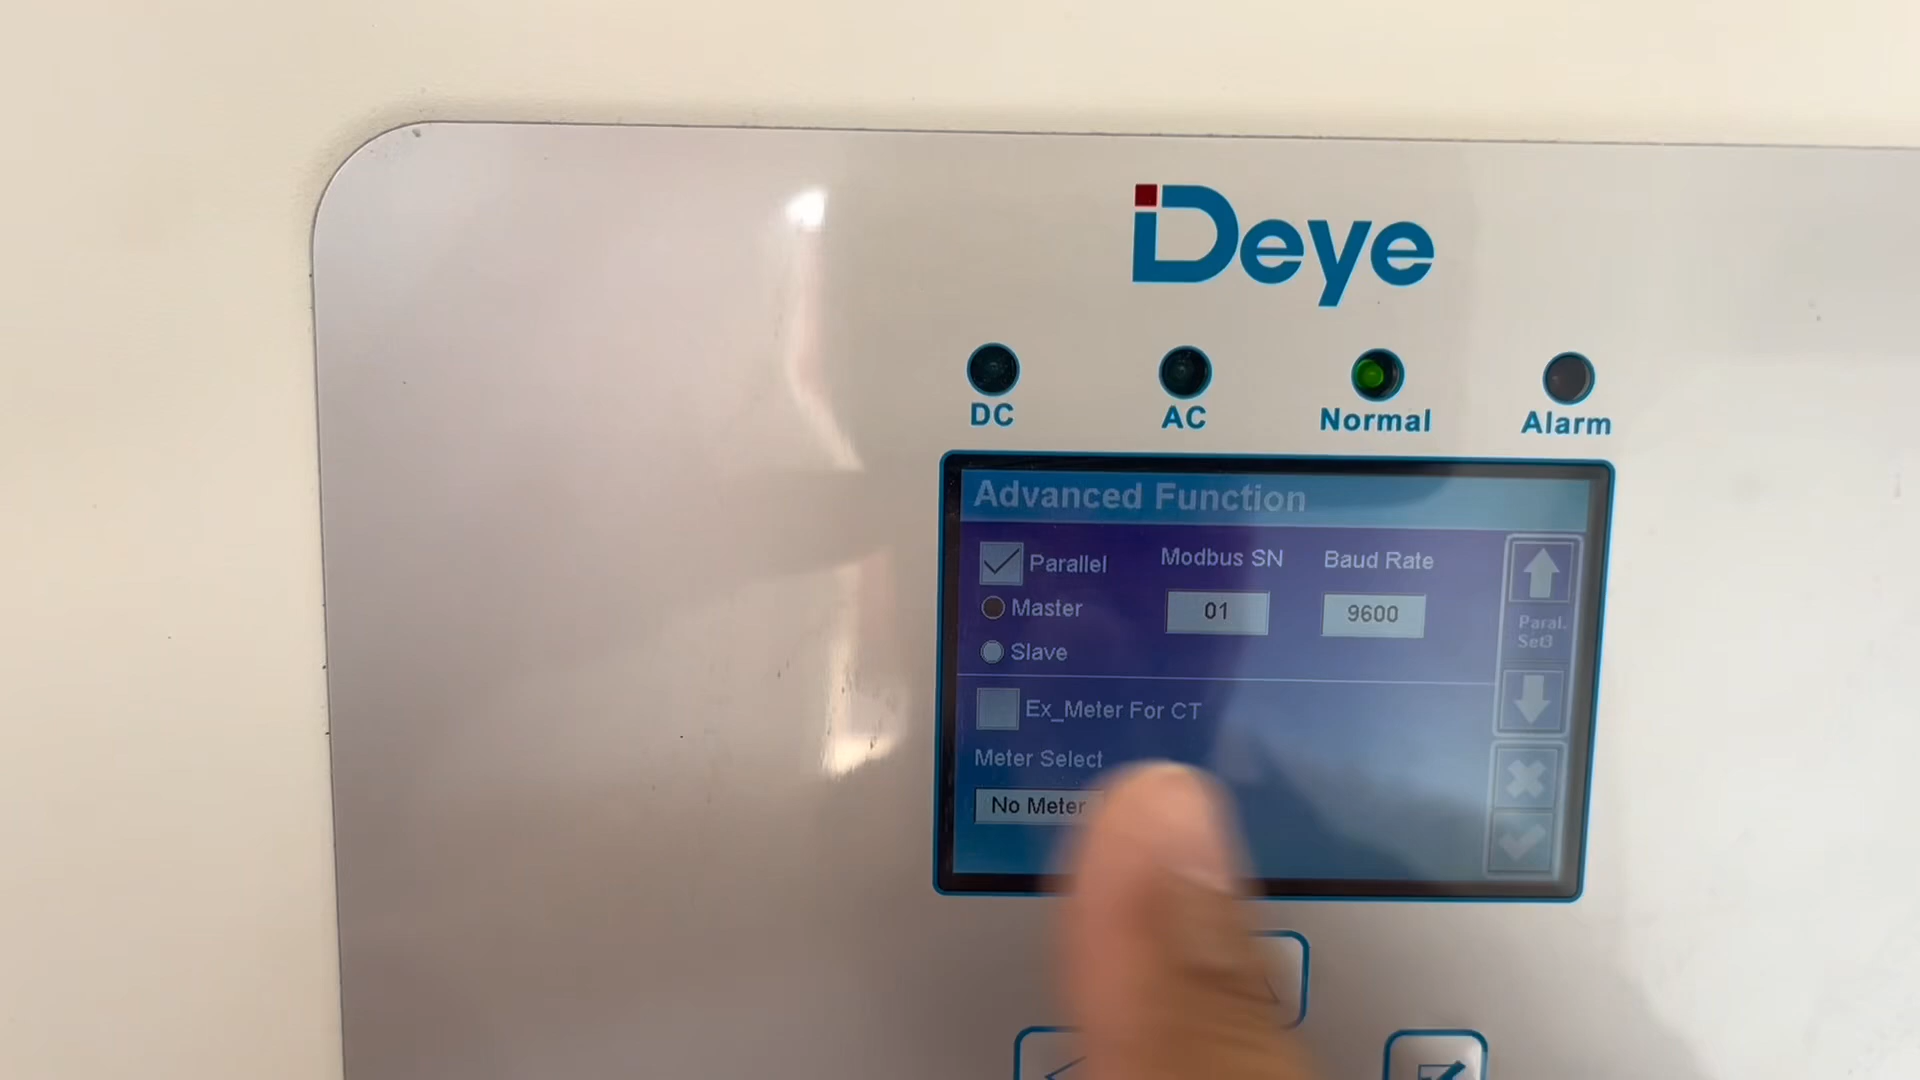 Deye
DC AC Normal Alarm
Advanced Function
Parallel Modbus SN Baud Rate
Master 01 9600
Slave
Paral.
Set3
Ex_Meter For CT
Meter Select
No Meter